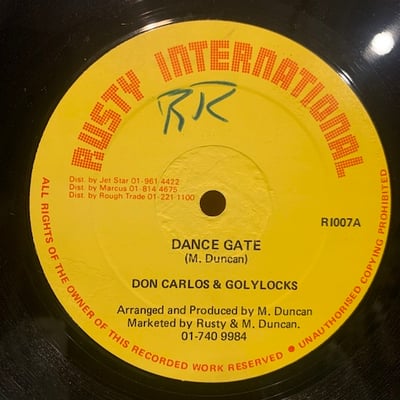 RUSTY INTERNATIONAL
RR
Dist. by Jet Star 01-961 4422
Dist. by Marcus 01-814 4675
Dist. by Rough Trade 01-221 1100
RI007A
DANCE GATE
(M. Duncan)
DON CARLOS & GOLYLOCKS
Arranged and Produced by M. Duncan
Marketed by Rusty & M. Duncan.
01-740 9984
ALL RIGHTS OF THE OWNER OF THIS RECORDED WORK RESERVED • UNAUTHORISED COPYING PROHIBITED